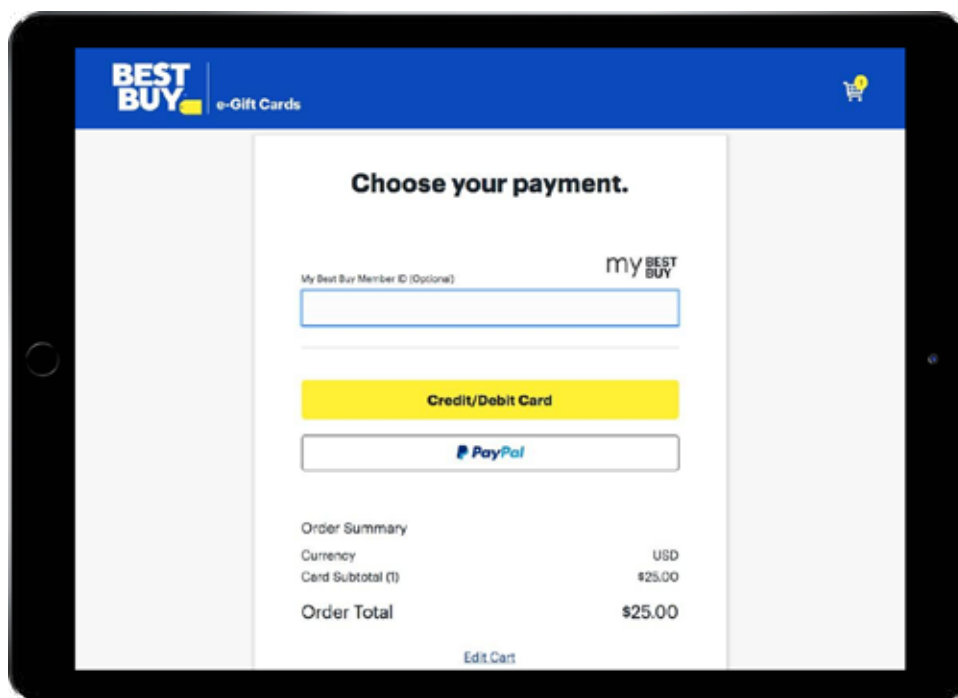 BEST
BUY
e-Gift Cards
1
Choose your payment.
my BEST BUY
My Best Buy Member ID (Optional)
Credit/Debit Card
PayPal
Order Summary
Currency USD
Card Subtotal (1) $25.00
Order Total $25.00
Edit Cart